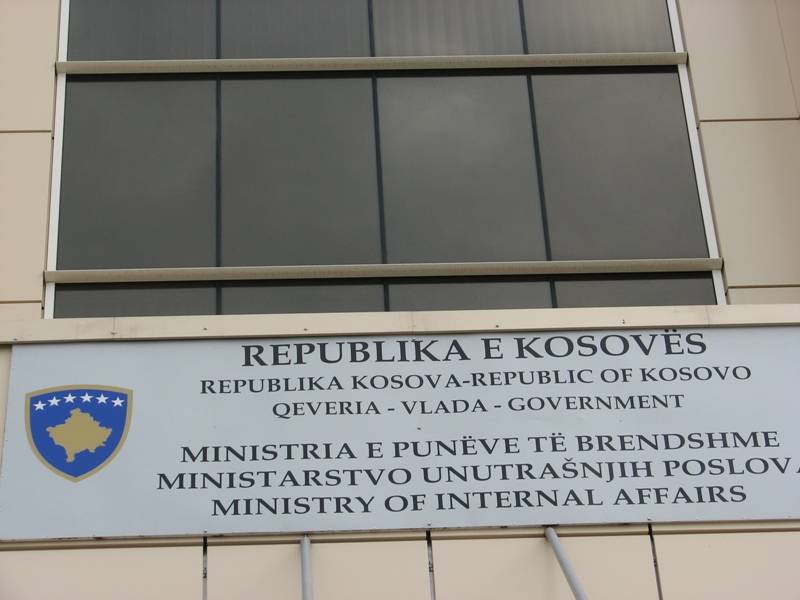 REPUBLIKA E KOSOVËS
REPUBLIKA KOSOVA-REPUBLIC OF KOSOVO
QEVERIA - VLADA - GOVERNMENT
MINISTRIA E PUNËVE TË BRENDSHME
MINISTARSTVO UNUTRAŠNJIH POSLOVA
MINISTRY OF INTERNAL AFFAIRS